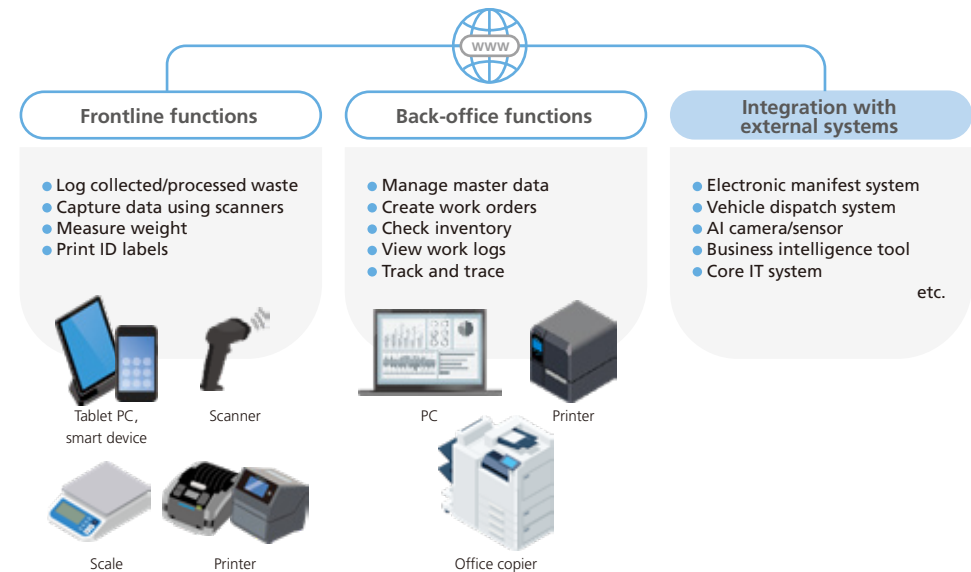 www
Frontline functions
Log collected/processed waste
Capture data using scanners
Measure weight
Print ID labels
Tablet PC,
smart device
Scanner
Scale
Printer
Back-office functions
Manage master data
Create work orders
Check inventory
View work logs
Track and trace
PC
Printer
Office copier
Integration with
external systems
Electronic manifest system
Vehicle dispatch system
AI camera/sensor
Business intelligence tool
Core IT system
etc.